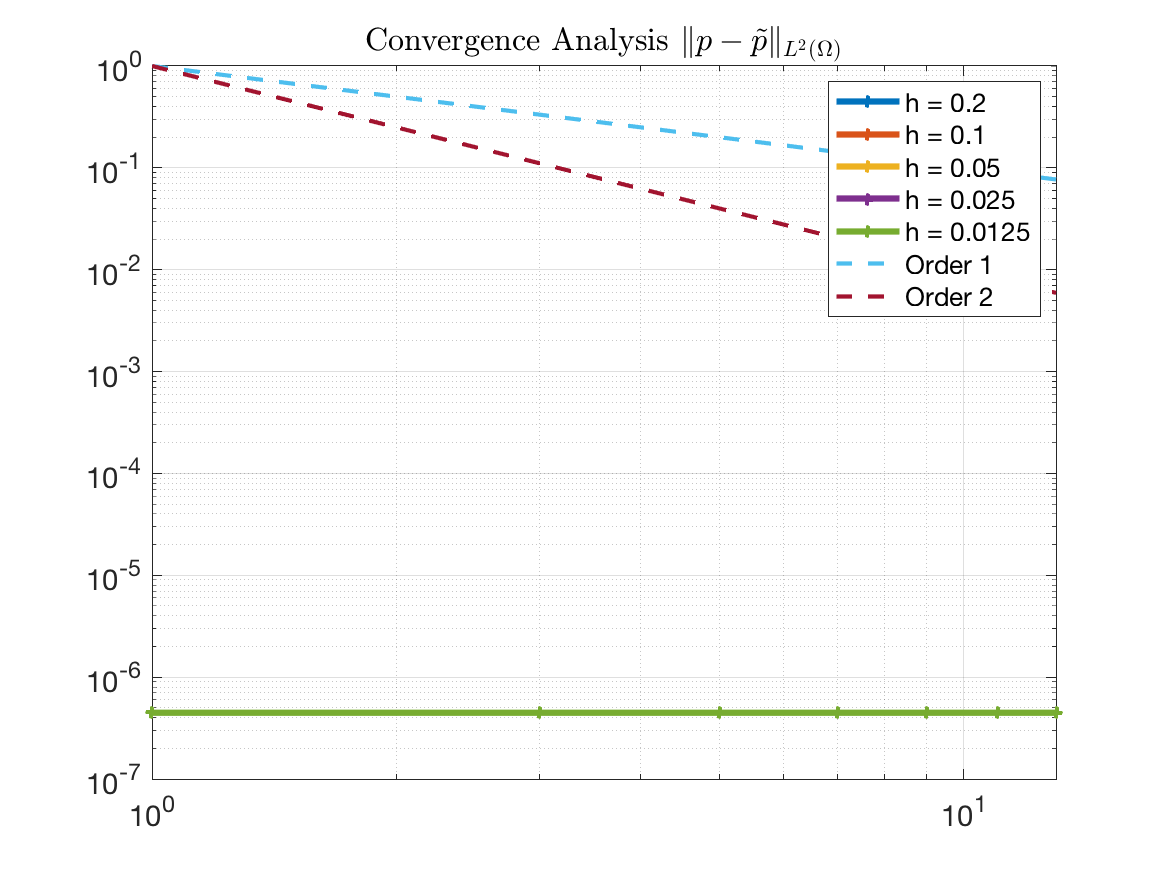 Convergence Analysis ‖p − p̃‖_{L²(Ω)}
10^0
10^-1
10^-2
10^-3
10^-4
10^-5
10^-6
10^-7
h = 0.2
h = 0.1
h = 0.05
h = 0.025
h = 0.0125
Order 1
Order 2
10^0
10^1